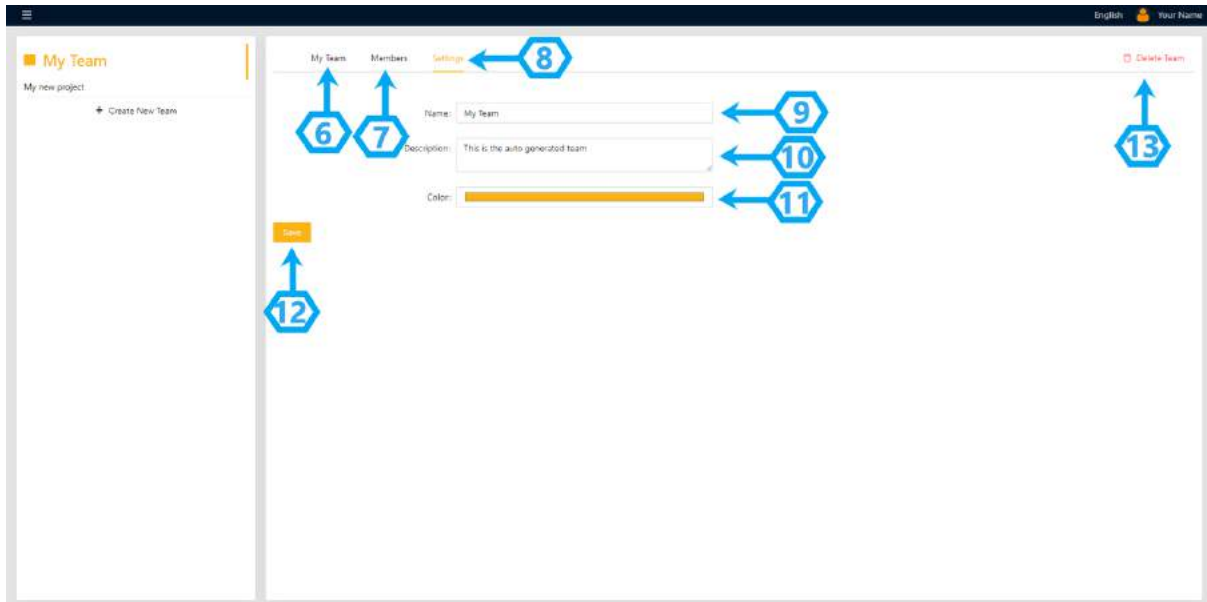 English Your Name
My Team
My new project
+ Create New Team
My Team Members Settings Delete Team
8
6
7
13
Name: My Team
9
Description: This is the auto generated team
10
Color:
11
Save
12